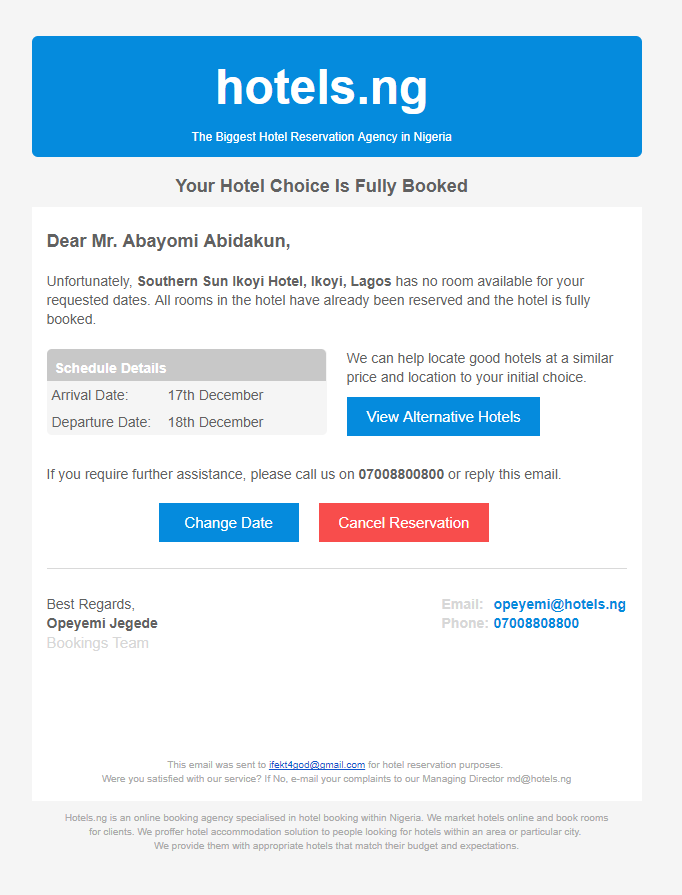 hotels.ng
The Biggest Hotel Reservation Agency in Nigeria
Your Hotel Choice Is Fully Booked
Dear Mr. Abayomi Abidakun,
Unfortunately, Southern Sun Ikoyi Hotel, Ikoyi, Lagos has no room available for your
requested dates. All rooms in the hotel have already been reserved and the hotel is fully
booked.
Schedule Details
Arrival Date: 17th December
Departure Date: 18th December
We can help locate good hotels at a similar
price and location to your initial choice.
View Alternative Hotels
If you require further assistance, please call us on 07008800800 or reply this email.
Change Date
Cancel Reservation
Best Regards,
Opeyemi Jegede
Bookings Team
Email: opeyemi@hotels.ng
Phone: 07008808800
This email was sent to ifekt4god@gmail.com for hotel reservation purposes.
Were you satisfied with our service? If No, e-mail your complaints to our Managing Director md@hotels.ng
Hotels.ng is an online booking agency specialised in hotel booking within Nigeria. We market hotels online and book rooms
for clients. We proffer hotel accommodation solution to people looking for hotels within an area or particular city.
We provide them with appropriate hotels that match their budget and expectations.